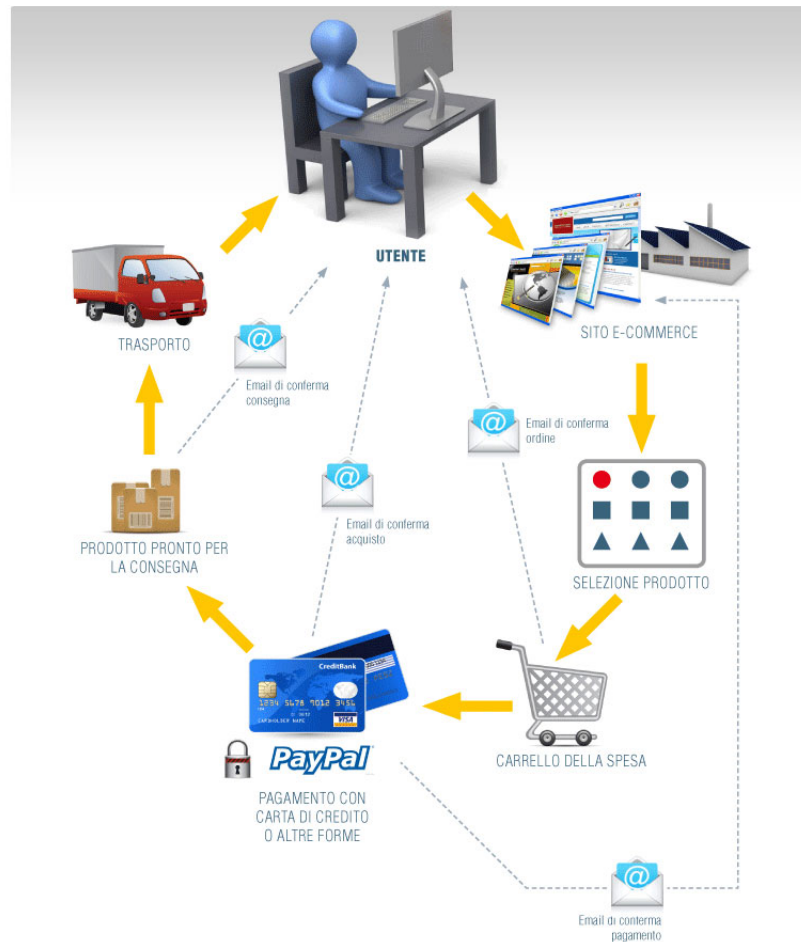 UTENTE
SITO E-COMMERCE
TRASPORTO
Email di conferma
consegna
Email di conferma
ordine
Email di conferma
acquisto
PRODOTTO PRONTO PER
LA CONSEGNA
SELEZIONE PRODOTTO
CreditBank
1234 5678 9012 3456
CARDHOLDER NAME
VISA
PayPal
CARRELLO DELLA SPESA
PAGAMENTO CON
CARTA DI CREDITO
O ALTRE FORME
Email di conferma
pagamento